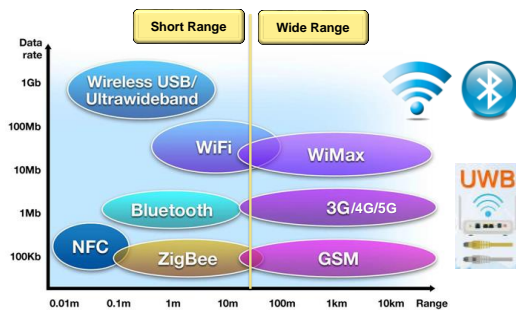 Short Range
Wide Range
Data
rate
1Gb
100Mb
10Mb
1Mb
100Kb
Wireless USB/
Ultrawideband
WiFi
WiMax
Bluetooth
3G/4G/5G
NFC
ZigBee
GSM
0.01m 0.1m 1m 10m 100m 1km 10km Range
UWB